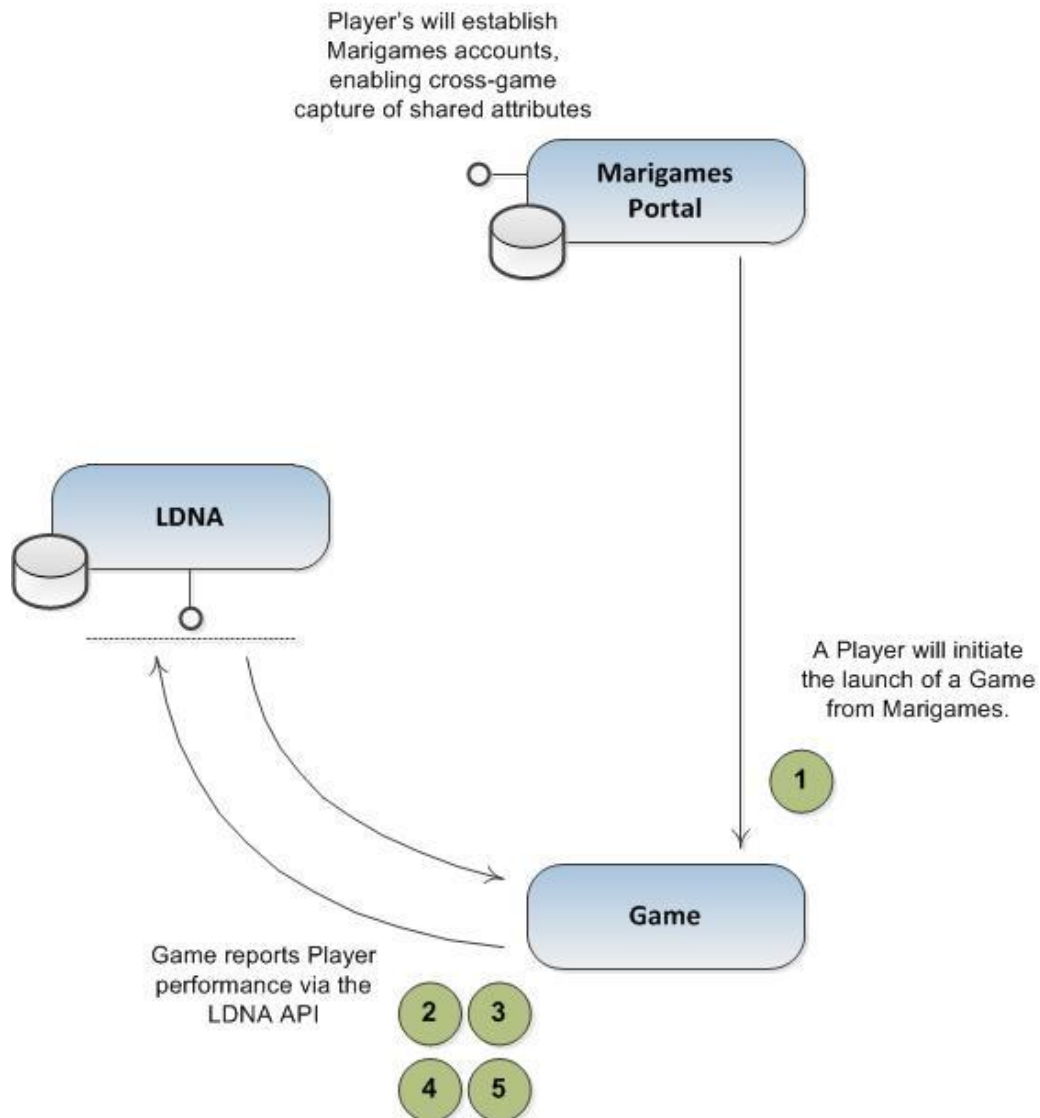 Player's will establish
Marigames accounts,
enabling cross-game
capture of shared attributes
Marigames
Portal
LDNA
A Player will initiate
the launch of a Game
from Marigames.
1
Game
Game reports Player
performance via the
LDNA API
2 3
4 5